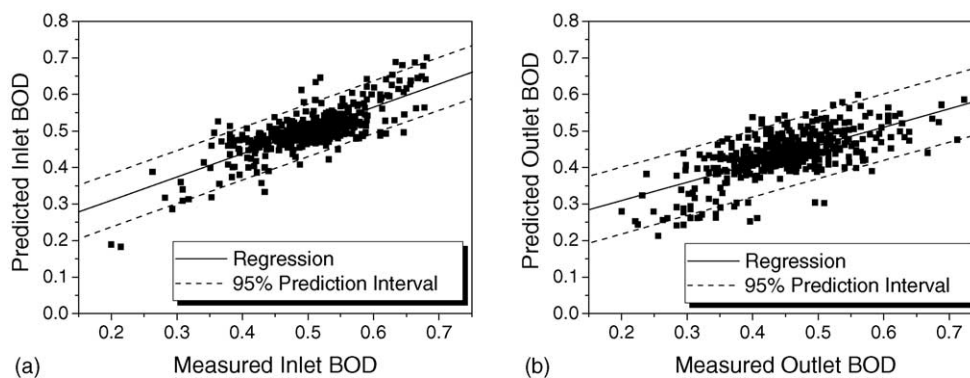 0.8
0.7
0.6
0.5
0.4
0.3
0.2
0.1
0.0
Predicted Inlet BOD
Regression
95% Prediction Interval
0.2 0.3 0.4 0.5 0.6 0.7
(a) Measured Inlet BOD
0.8
0.7
0.6
0.5
0.4
0.3
0.2
0.1
0.0
Predicted Outlet BOD
Regression
95% Prediction Interval
0.2 0.3 0.4 0.5 0.6 0.7
(b) Measured Outlet BOD